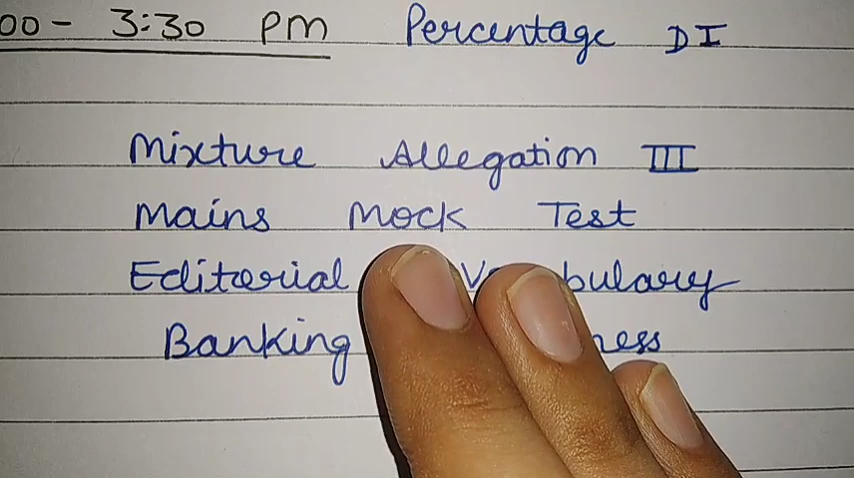 00 - 3:30 PM Percentage DI
Mixture Allegation III
Mains Mock Test
Editorial
Banking